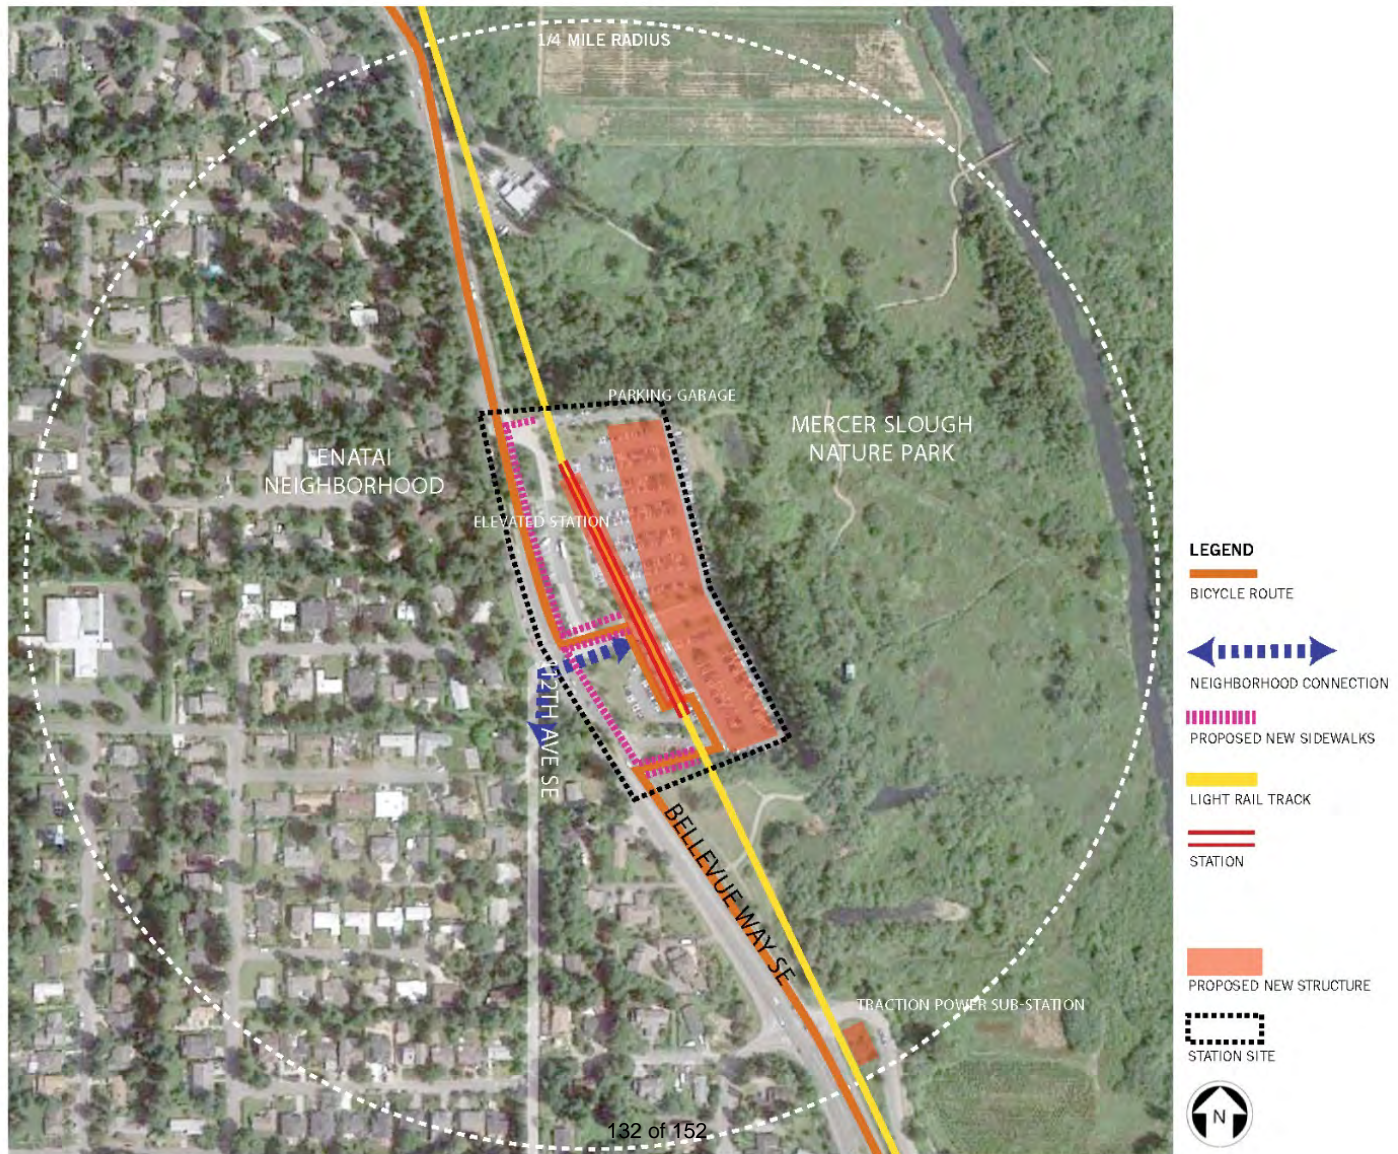 1/4 MILE RADIUS
PARKING GARAGE
MERCER SLOUGH
NATURE PARK
ENATAI
NEIGHBORHOOD
ELEVATED STATION
112TH AVE SE
BELLEVUE WAY SE
TRACTION POWER SUB-STATION
132 of 152
LEGEND
BICYCLE ROUTE
NEIGHBORHOOD CONNECTION
PROPOSED NEW SIDEWALKS
LIGHT RAIL TRACK
STATION
PROPOSED NEW STRUCTURE
STATION SITE
N